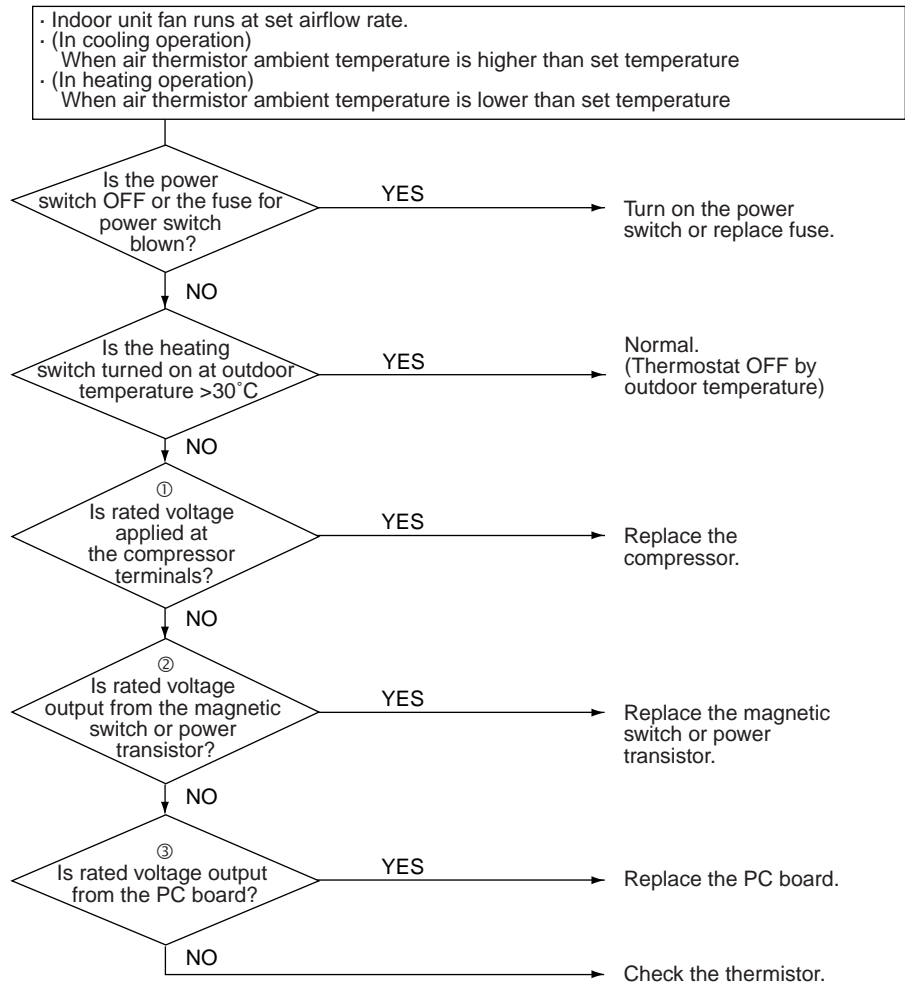 · Indoor unit fan runs at set airflow rate.
· (In cooling operation)
When air thermistor ambient temperature is higher than set temperature
· (In heating operation)
When air thermistor ambient temperature is lower than set temperature
Is the power
switch OFF or the fuse for
power switch
blown?
YES
Turn on the power
switch or replace fuse.
NO
Is the heating
switch turned on at outdoor
temperature >30˚C
YES
Normal.
(Thermostat OFF by
outdoor temperature)
NO
①
Is rated voltage
applied at
the compressor
terminals?
YES
Replace the
compressor.
NO
②
Is rated voltage
output from the magnetic
switch or power
transistor?
YES
Replace the magnetic
switch or power
transistor.
NO
③
Is rated voltage output
from the PC board?
YES
Replace the PC board.
NO
Check the thermistor.